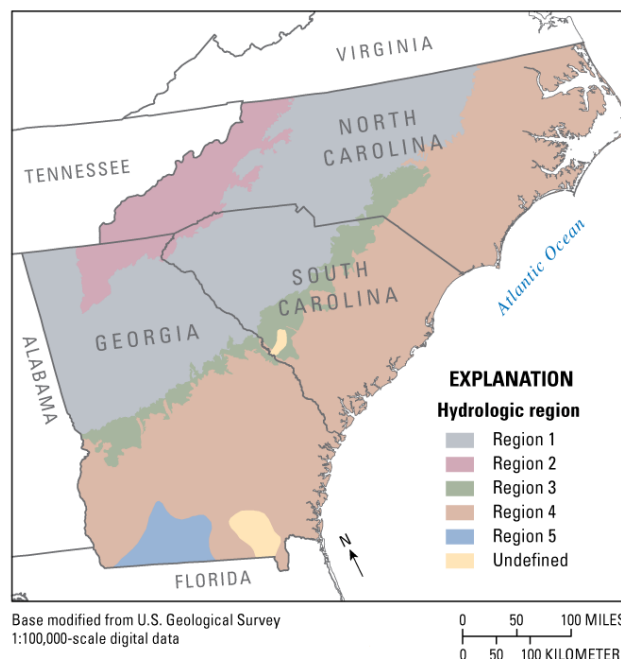 VIRGINIA
NORTH
CAROLINA
TENNESSEE
Atlantic Ocean
SOUTH
CAROLINA
GEORGIA
ALABAMA
EXPLANATION
Hydrologic region
Region 1
Region 2
Region 3
Region 4
Region 5
Undefined
N
FLORIDA
Base modified from U.S. Geological Survey
1:100,000-scale digital data
0 50 100 MILES
0 50 100 KILOMETER